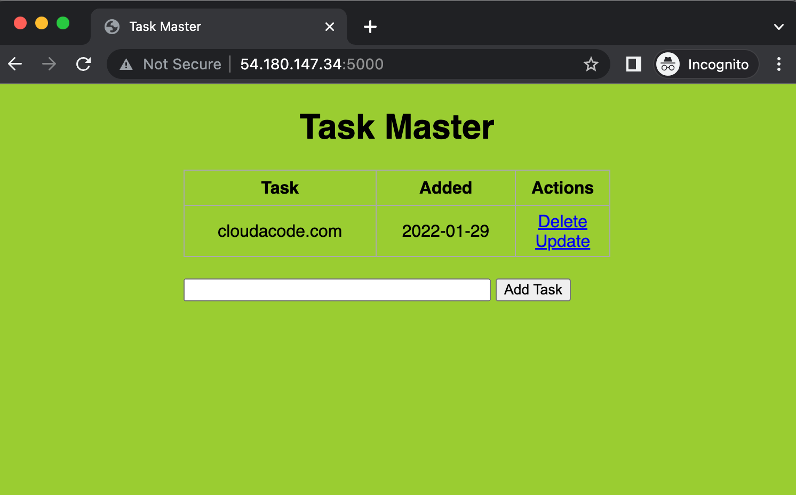 Task Master
Not Secure | 54.180.147.34:5000
Incognito
Task Master
Task Added Actions
cloudacode.com 2022-01-29 Delete
Update
Add Task